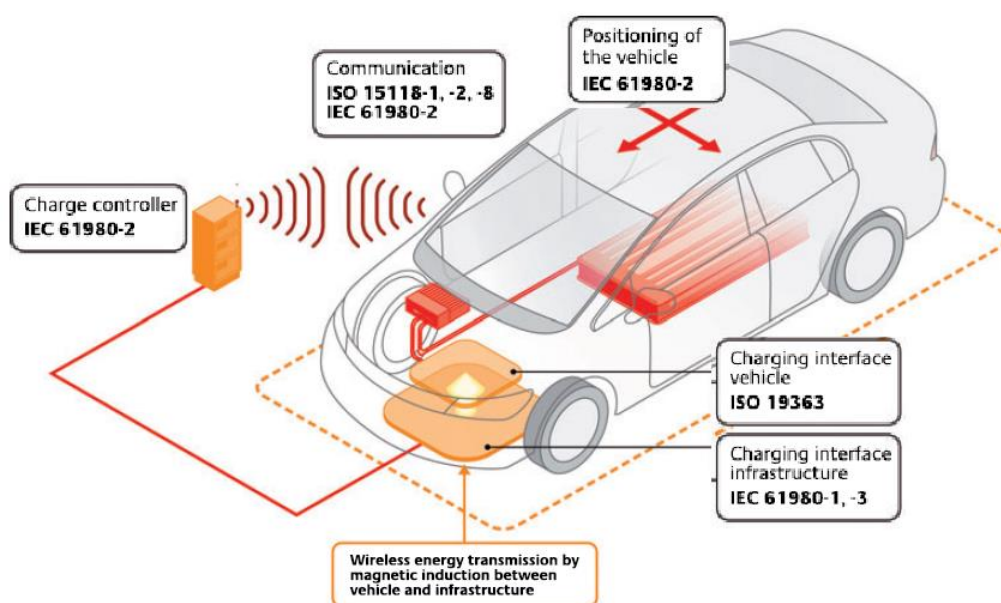 Positioning of
the vehicle
IEC 61980-2
Communication
ISO 15118-1, -2, -8
IEC 61980-2
Charge controller
IEC 61980-2
Charging interface
vehicle
ISO 19363
Charging interface
infrastructure
IEC 61980-1, -3
Wireless energy transmission by
magnetic induction between
vehicle and infrastructure